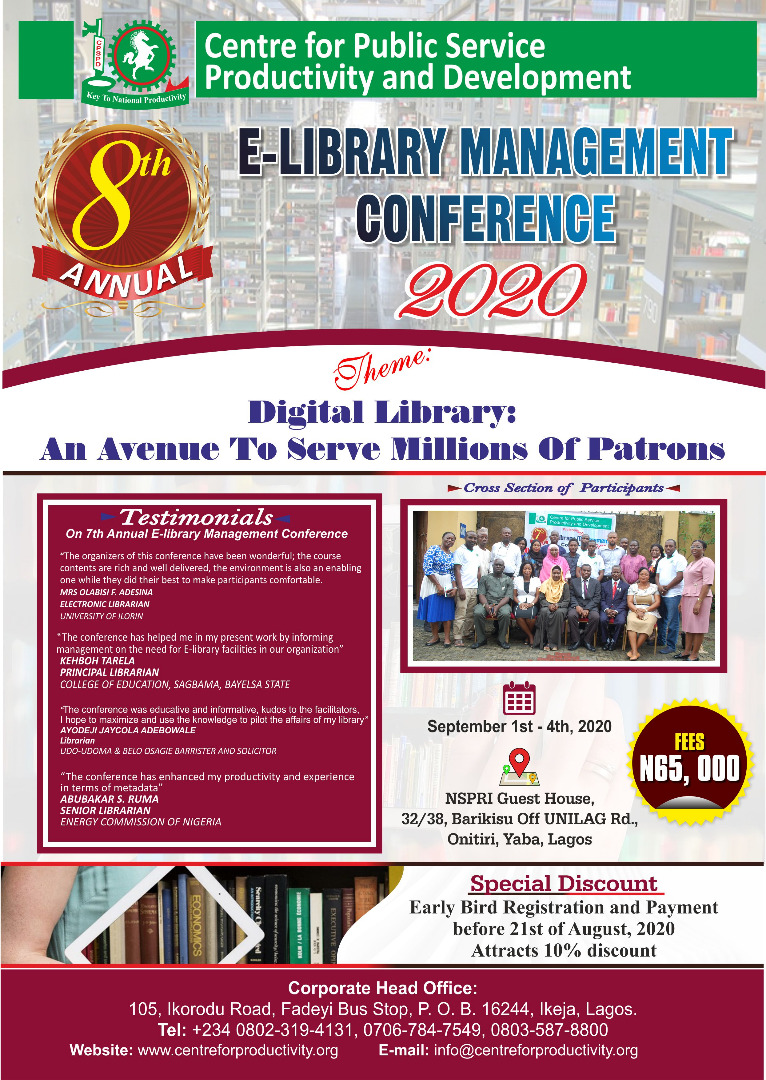 CPSPD
Key To National Productivity
Centre for Public Service
Productivity and Development
8th
ANNUAL
E-LIBRARY MANAGEMENT
CONFERENCE
2020
Theme:
Digital Library:
An Avenue To Serve Millions Of Patrons
Testimonials
On 7th Annual E-library Management Conference
“The organizers of this conference have been wonderful; the course
contents are rich and well delivered, the environment is also an enabling
one while they did their best to make participants comfortable.
MRS OLABISI F. ADESINA
ELECTRONIC LIBRARIAN
UNIVERSITY OF ILORIN
“The conference has helped me in my present work by informing
management on the need for E-library facilities in our organization”
KEHBOH TARELA
PRINCIPAL LIBRARIAN
COLLEGE OF EDUCATION, SAGBAMA, BAYELSA STATE
“The conference was educative and informative, kudos to the facilitators,
I hope to maximize and use the knowledge to pilot the affairs of my library”
AYODEJI JAYCOLA ADEBOWALE
Librarian
UDO-UDOMA & BELO OSAGIE BARRISTER AND SOLICITOR
“The conference has enhanced my productivity and experience
in terms of metadata”
ABUBAKAR S. RUMA
SENIOR LIBRARIAN
ENERGY COMMISSION OF NIGERIA
Cross Section of Participants
Centre for Public Service
Productivity and Development
September 1st - 4th, 2020
NSPRI Guest House,
32/38, Barikisu Off UNILAG Rd.,
Onitiri, Yaba, Lagos
FEES
N65, 000
ECONOMICS
Special Discount
Early Bird Registration and Payment
before 21st of August, 2020
Attracts 10% discount
Corporate Head Office:
105, Ikorodu Road, Fadeyi Bus Stop, P. O. B. 16244, Ikeja, Lagos.
Tel: +234 0802-319-4131, 0706-784-7549, 0803-587-8800
Website: www.centreforproductivity.org E-mail: info@centreforproductivity.org